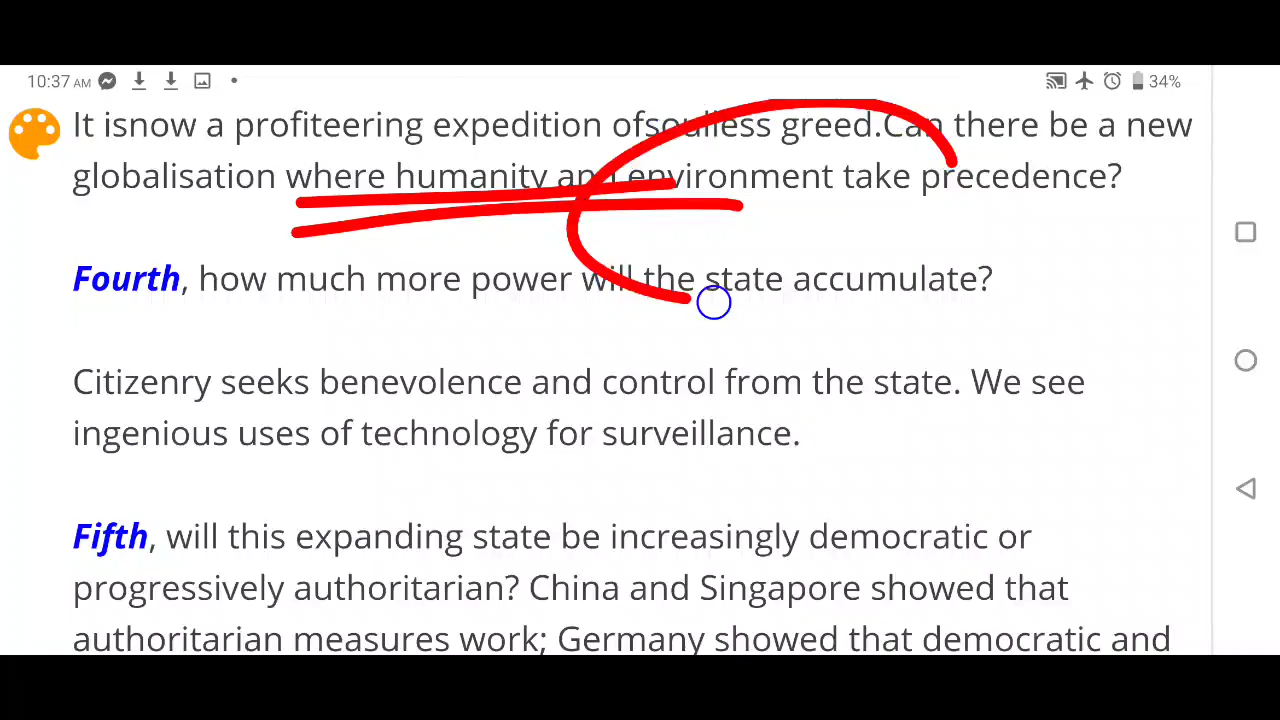 10:37 AM
34%
It isnow a profiteering expedition ofsoulless greed.Can there be a new
globalisation where humanity and environment take precedence?
Fourth, how much more power will the state accumulate?
Citizenry seeks benevolence and control from the state. We see
ingenious uses of technology for surveillance.
Fifth, will this expanding state be increasingly democratic or
progressively authoritarian? China and Singapore showed that
authoritarian measures work; Germany showed that democratic and